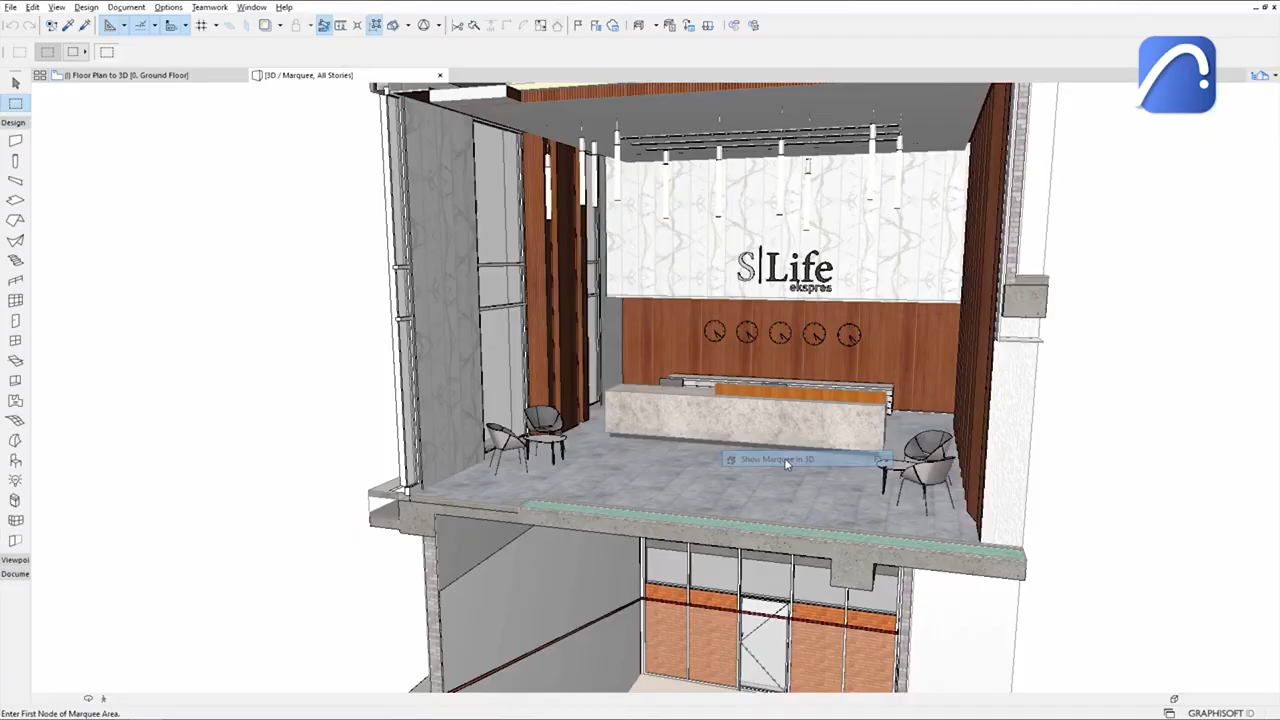 File Edit View Design Document Options Teamwork Window Help
(!) Floor Plan to 3D [0. Ground Floor]
[3D / Marquee, All Stories]
Design
S|Life
ekspres
Show Marquee in 3D
Viewpoi
Docume
Enter First Node of Marquee Area.
GRAPHISOFT ID